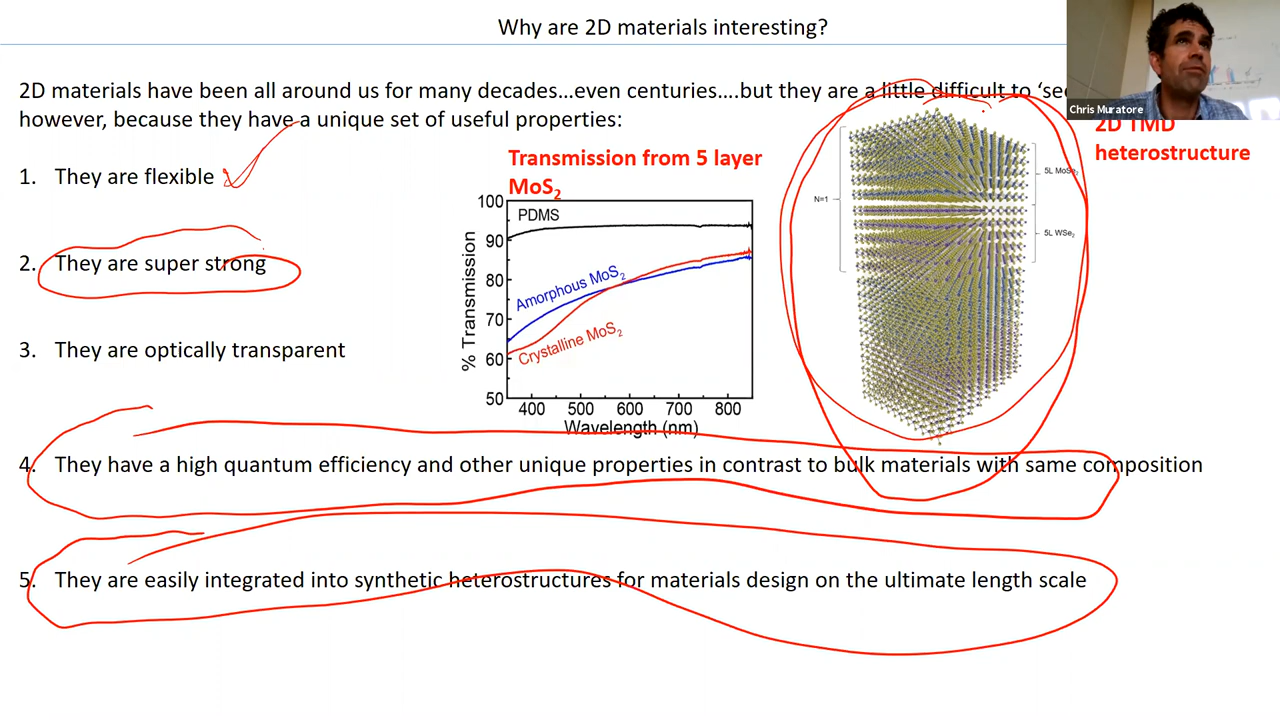 Why are 2D materials interesting?
2D materials have been all around us for many decades...even centuries....but they are a little difficult to ‘see
however, because they have a unique set of useful properties:
Chris Muratore
2D TMD
heterostructure
1. They are flexible
Transmission from 5 layer
MoS₂
5L MoSe₂
N=1
5L WSe₂
2. They are super strong
3. They are optically transparent
100
90
80
70
60
50
% Transmission
PDMS
Amorphous MoS₂
Crystalline MoS₂
400 500 600 700 800
Wavelength (nm)
4. They have a high quantum efficiency and other unique properties in contrast to bulk materials with same composition
5. They are easily integrated into synthetic heterostructures for materials design on the ultimate length scale